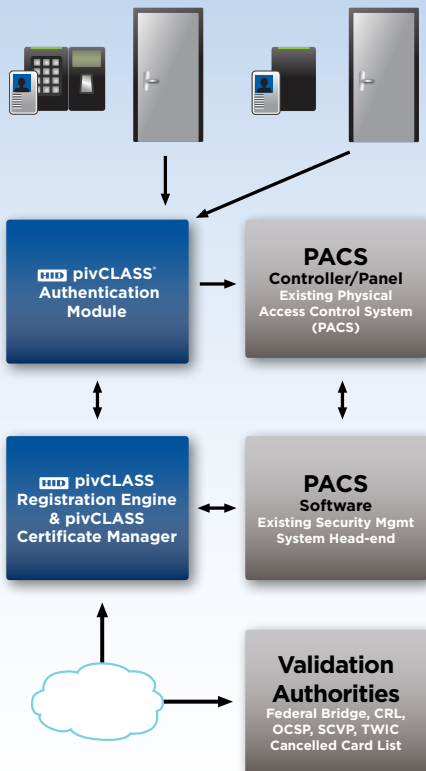 HID pivCLASS®
Authentication
Module
PACS
Controller/Panel
Existing Physical
Access Control System
(PACS)
HID pivCLASS
Registration Engine
& pivCLASS
Certificate Manager
PACS
Software
Existing Security Mgmt
System Head-end
Validation
Authorities
Federal Bridge, CRL,
OCSP, SCVP, TWIC
Cancelled Card List